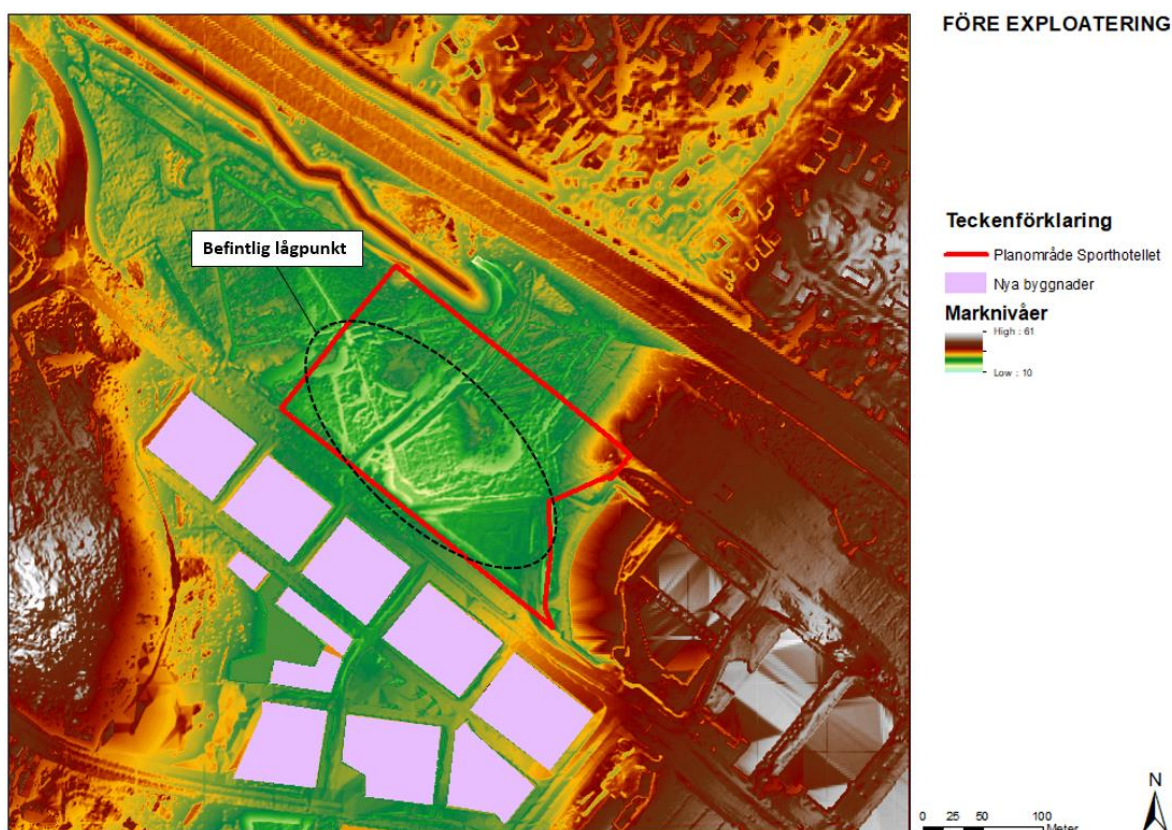 FÖRE EXPLOATERING
Befintlig lågpunkt
Teckenförklaring
Planområde Sporthotellet
Nya byggnader
Marknivåer
High : 61
Low : 10
N
0 25 50 100
Meter